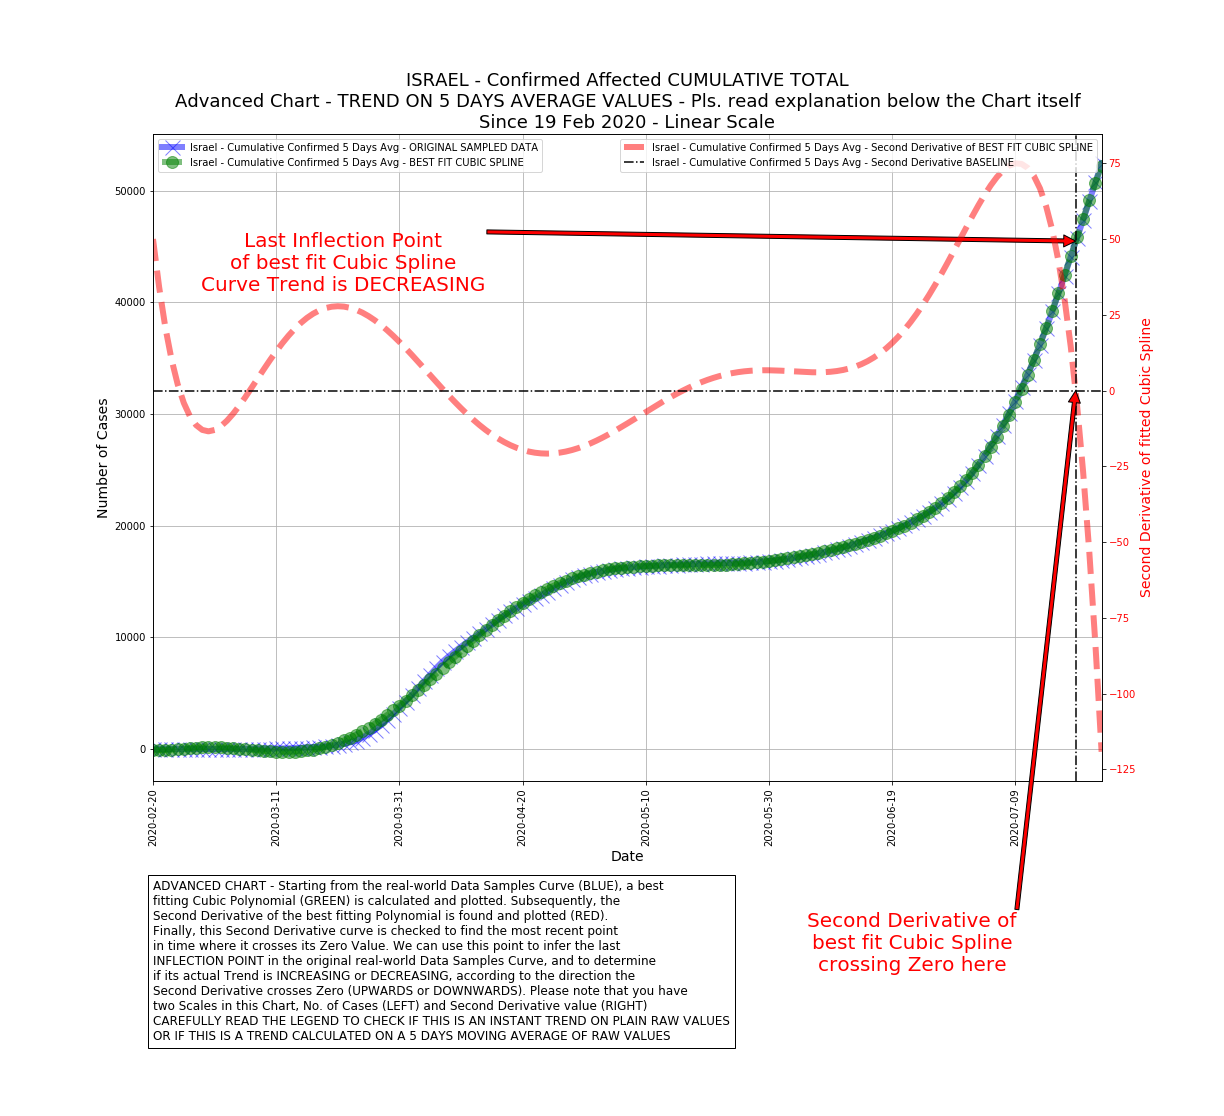 ISRAEL - Confirmed Affected CUMULATIVE TOTAL
Advanced Chart - TREND ON 5 DAYS AVERAGE VALUES - Pls. read explanation below the Chart itself
Since 19 Feb 2020 - Linear Scale
Israel - Cumulative Confirmed 5 Days Avg - ORIGINAL SAMPLED DATA
Israel - Cumulative Confirmed 5 Days Avg - BEST FIT CUBIC SPLINE
Israel - Cumulative Confirmed 5 Days Avg - Second Derivative of BEST FIT CUBIC SPLINE
Israel - Cumulative Confirmed 5 Days Avg - Second Derivative BASELINE
Last Inflection Point
of best fit Cubic Spline
Curve Trend is DECREASING
Number of Cases
50000
40000
30000
20000
10000
0
75
50
25
0
−25
−50
−75
−100
−125
Second Derivative of fitted Cubic Spline
2020-02-20
2020-03-11
2020-03-31
2020-04-20
2020-05-10
2020-05-30
2020-06-19
2020-07-09
Date
ADVANCED CHART - Starting from the real-world Data Samples Curve (BLUE), a best
fitting Cubic Polynomial (GREEN) is calculated and plotted. Subsequently, the
Second Derivative of the best fitting Polynomial is found and plotted (RED).
Finally, this Second Derivative curve is checked to find the most recent point
in time where it crosses its Zero Value. We can use this point to infer the last
INFLECTION POINT in the original real-world Data Samples Curve, and to determine
if its actual Trend is INCREASING or DECREASING, according to the direction the
Second Derivative crosses Zero (UPWARDS or DOWNWARDS). Please note that you have
two Scales in this Chart, No. of Cases (LEFT) and Second Derivative value (RIGHT)
CAREFULLY READ THE LEGEND TO CHECK IF THIS IS AN INSTANT TREND ON PLAIN RAW VALUES
OR IF THIS IS A TREND CALCULATED ON A 5 DAYS MOVING AVERAGE OF RAW VALUES
Second Derivative of
best fit Cubic Spline
crossing Zero here